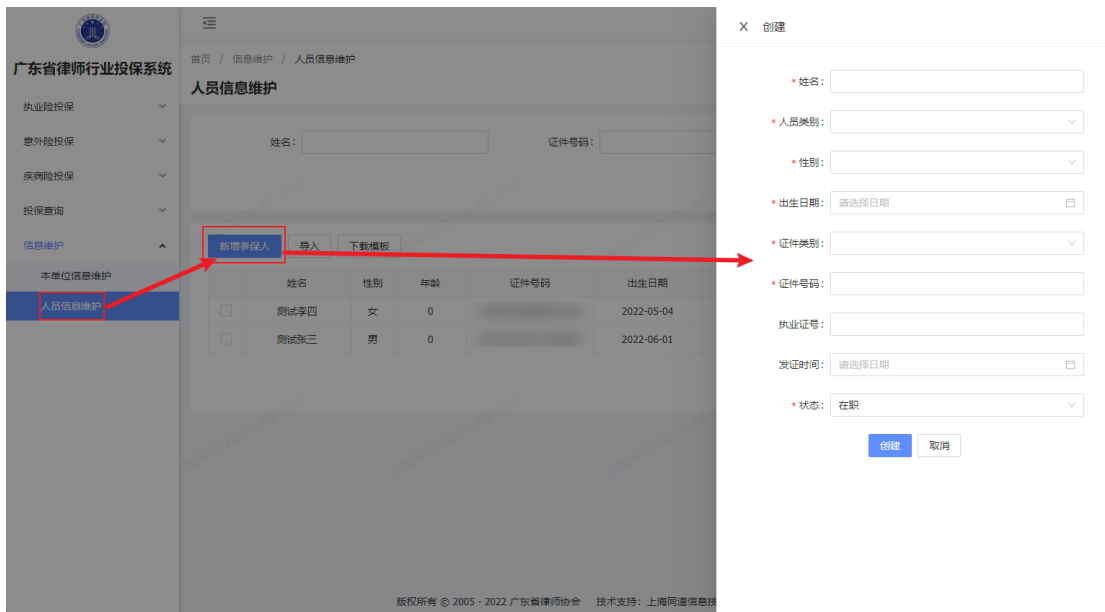 广东省律师行业投保系统
执业险投保
意外险投保
疾病险投保
投保查询
信息维护
本单位信息维护
人员信息维护
首页 / 信息维护 / 人员信息维护
人员信息维护
姓名：
证件号码：
新增参保人 导入 下载模板
姓名 性别 年龄 证件号码 出生日期
测试李四 女 0 2022-05-04
测试张三 男 0 2022-06-01
版权所有 © 2005 - 2022 广东省律师协会 技术支持：上海同道信息技
X 创建
* 姓名：
* 人员类别：
* 性别：
* 出生日期： 请选择日期
* 证件类别：
* 证件号码：
执业证号：
发证时间： 请选择日期
* 状态： 在职
创建 取消